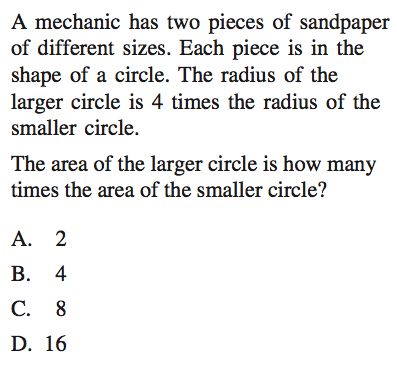 A mechanic has two pieces of sandpaper
of different sizes. Each piece is in the
shape of a circle. The radius of the
larger circle is 4 times the radius of the
smaller circle.
The area of the larger circle is how many
times the area of the smaller circle?
A. 2
B. 4
C. 8
D. 16